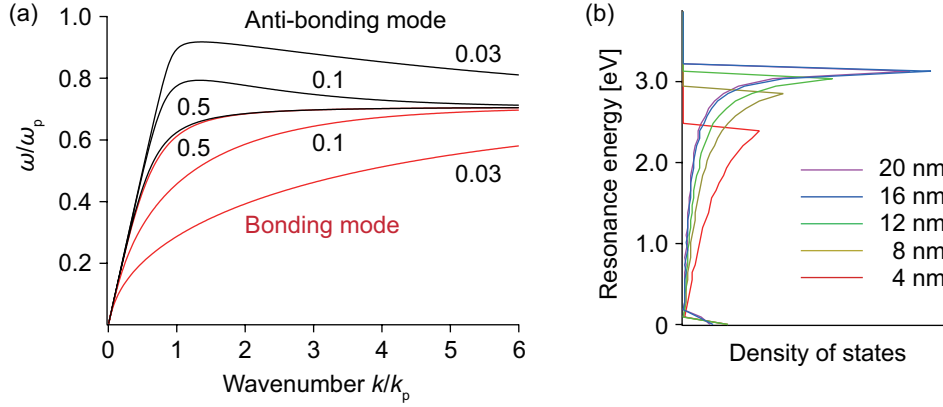 (a)
Anti-bonding mode
1.0
0.8
0.6
0.4
0.2
ω/ωp
0.03
0.1
0.5
0.5
0.1
0.03
Bonding mode
0 1 2 3 4 5 6
Wavenumber k/kp
(b)
Resonance energy [eV]
3.0
2.0
1.0
0
20 nm
16 nm
12 nm
8 nm
4 nm
Density of states